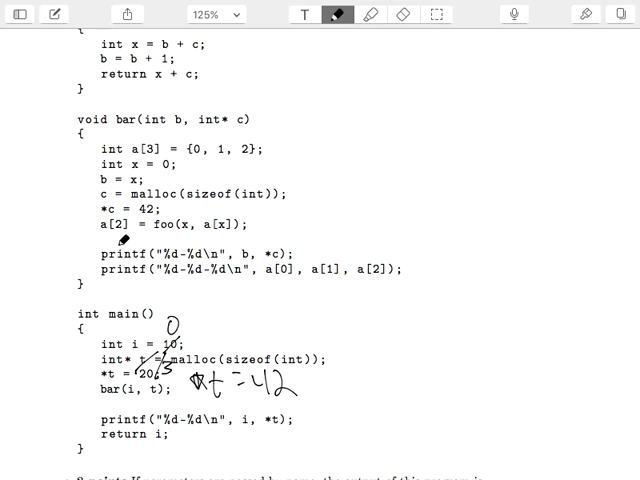 125%
T
{
int x = b + c;
b = b + 1;
return x + c;
}
void bar(int b, int* c)
{
int a[3] = {0, 1, 2};
int x = 0;
b = x;
c = malloc(sizeof(int));
*c = 42;
a[2] = foo(x, a[x]);
printf("%d-%d\n", b, *c);
printf("%d-%d-%d\n", a[0], a[1], a[2]);
}
int main()
{
0
int i = 10;
int* t = malloc(sizeof(int));
*t = 20;
bar(i, t);
*t = 42
printf("%d-%d\n", i, *t);
return i;
}